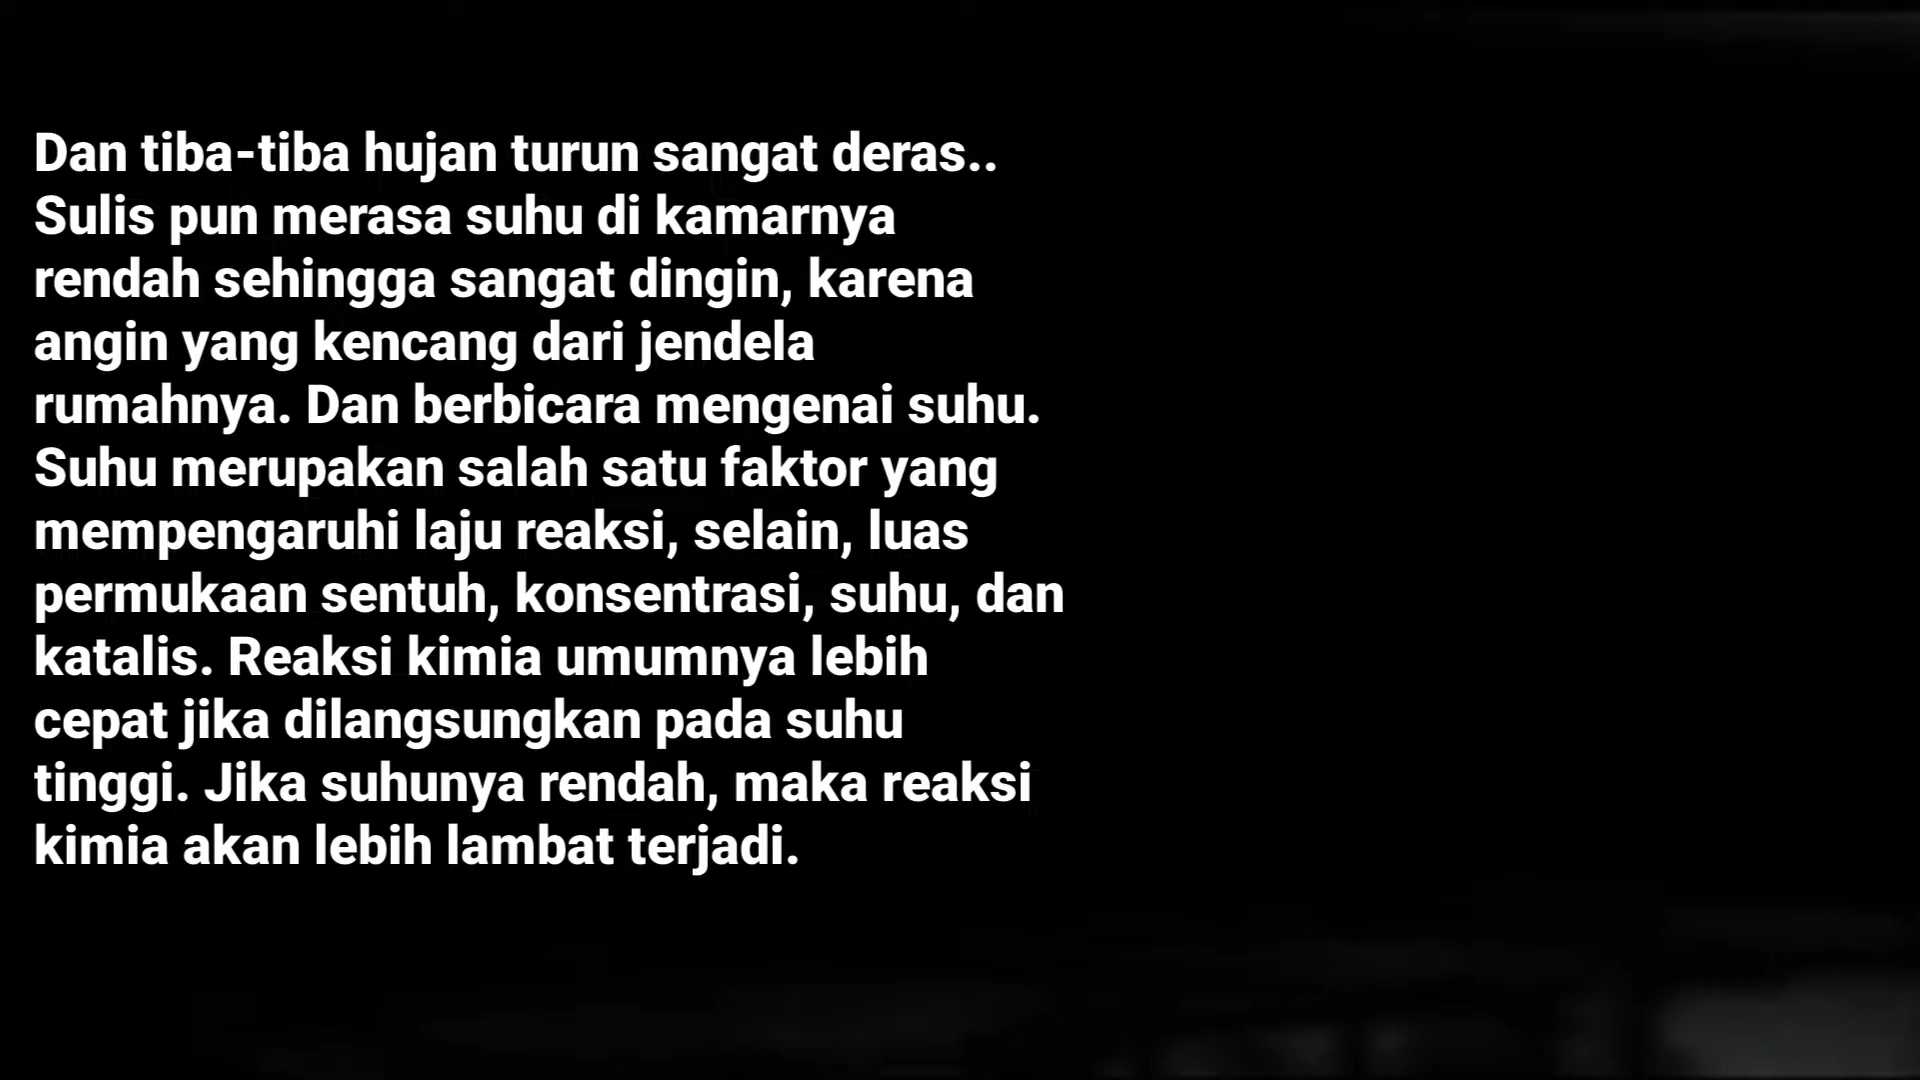 Dan tiba-tiba hujan turun sangat deras..
Sulis pun merasa suhu di kamarnya
rendah sehingga sangat dingin, karena
angin yang kencang dari jendela
rumahnya. Dan berbicara mengenai suhu.
Suhu merupakan salah satu faktor yang
mempengaruhi laju reaksi, selain, luas
permukaan sentuh, konsentrasi, suhu, dan
katalis. Reaksi kimia umumnya lebih
cepat jika dilangsungkan pada suhu
tinggi. Jika suhunya rendah, maka reaksi
kimia akan lebih lambat terjadi.